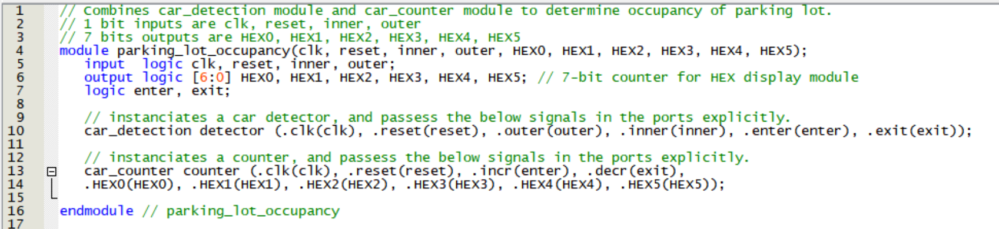 1 // Combines car_detection module and car_counter module to determine occupancy of parking lot.
2 // 1 bit inputs are clk, reset, inner, outer
3 // 7 bits outputs are HEX0, HEX1, HEX2, HEX3, HEX4, HEX5
4 module parking_lot_occupancy(clk, reset, inner, outer, HEX0, HEX1, HEX2, HEX3, HEX4, HEX5);
5 input  logic clk, reset, inner, outer;
6 output logic [6:0] HEX0, HEX1, HEX2, HEX3, HEX4, HEX5; // 7-bit counter for HEX display module
7 logic enter, exit;
8
9 // instanciates a car detector, and passess the below signals in the ports explicitly.
10 car_detection detector (.clk(clk), .reset(reset), .outer(outer), .inner(inner), .enter(enter), .exit(exit));
11
12 // instanciates a counter, and passess the below signals in the ports explicitly.
13 car_counter counter (.clk(clk), .reset(reset), .incr(enter), .decr(exit),
14 .HEX0(HEX0), .HEX1(HEX1), .HEX2(HEX2), .HEX3(HEX3), .HEX4(HEX4), .HEX5(HEX5));
15
16 endmodule // parking_lot_occupancy
17